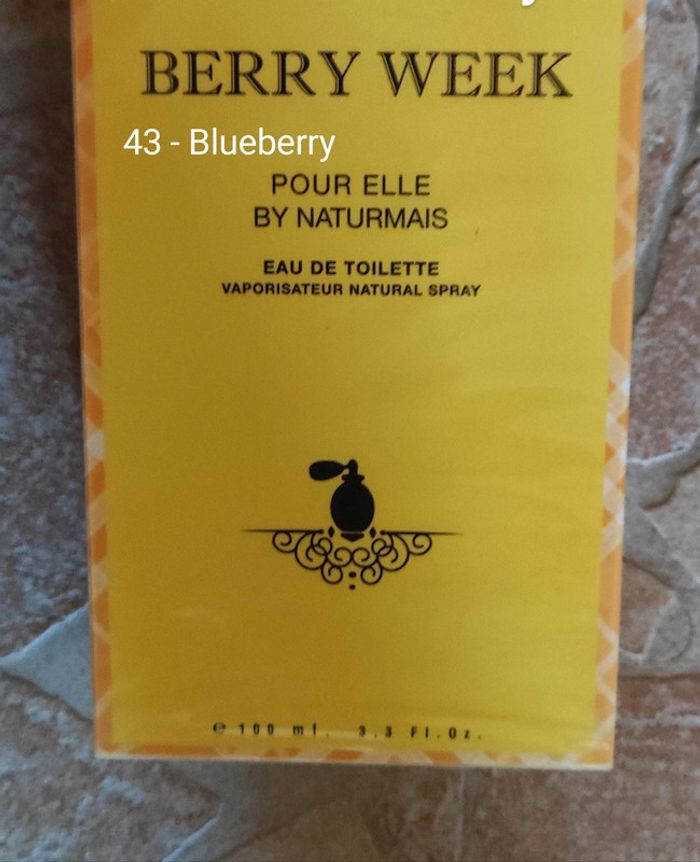 BERRY WEEK
43 - Blueberry
POUR ELLE
BY NATURMAIS
EAU DE TOILETTE
VAPORISATEUR NATURAL SPRAY
e 100 ml. 3.3 Fl.Oz.